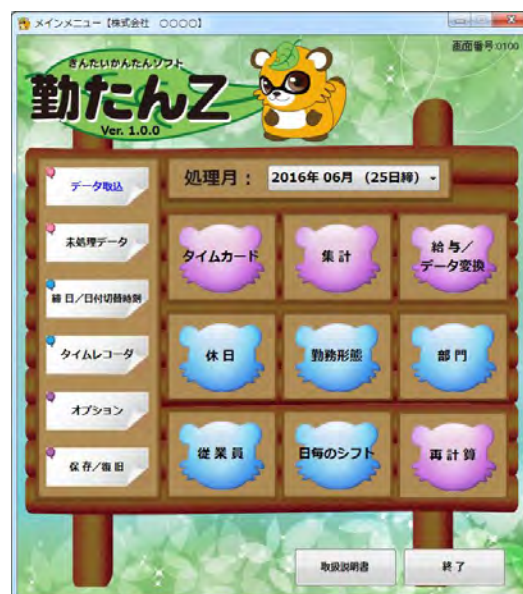 メインメニュー【株式会社 ○○○○】
画面番号:0100
きんたいかんたんソフト
勤たんZ
Ver. 1.0.0
処理月： 2016年 06月 （25日締）
データ取込
未処理データ
締日／日付切替時刻
タイムレコーダ
オプション
保存／復旧
タイムカード
集計
給与／
データ変換
休日
勤務形態
部門
従業員
日毎のシフト
再計算
取扱説明書
終了